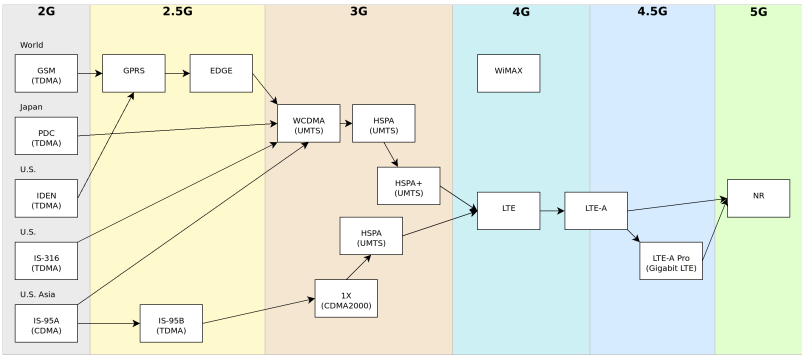 2G
2.5G
3G
4G
4.5G
5G
World
GSM
(TDMA)
GPRS
EDGE
WiMAX
Japan
PDC
(TDMA)
WCDMA
(UMTS)
HSPA
(UMTS)
U.S.
IDEN
(TDMA)
HSPA+
(UMTS)
LTE
LTE-A
NR
U.S.
IS-316
(TDMA)
HSPA
(UMTS)
LTE-A Pro
(Gigabit LTE)
U.S. Asia
IS-95A
(CDMA)
IS-95B
(TDMA)
1X
(CDMA2000)